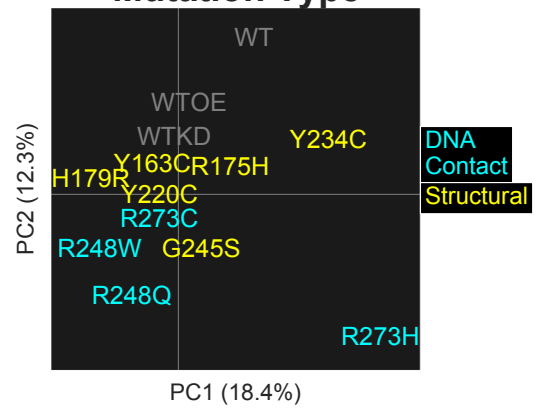 Mutation Type
WT
WTOE
WTKD
Y234C
Y163C
R175H
H179R
Y220C
R273C
R248W
G245S
R248Q
R273H
DNA
Contact
Structural
PC2 (12.3%)
PC1 (18.4%)